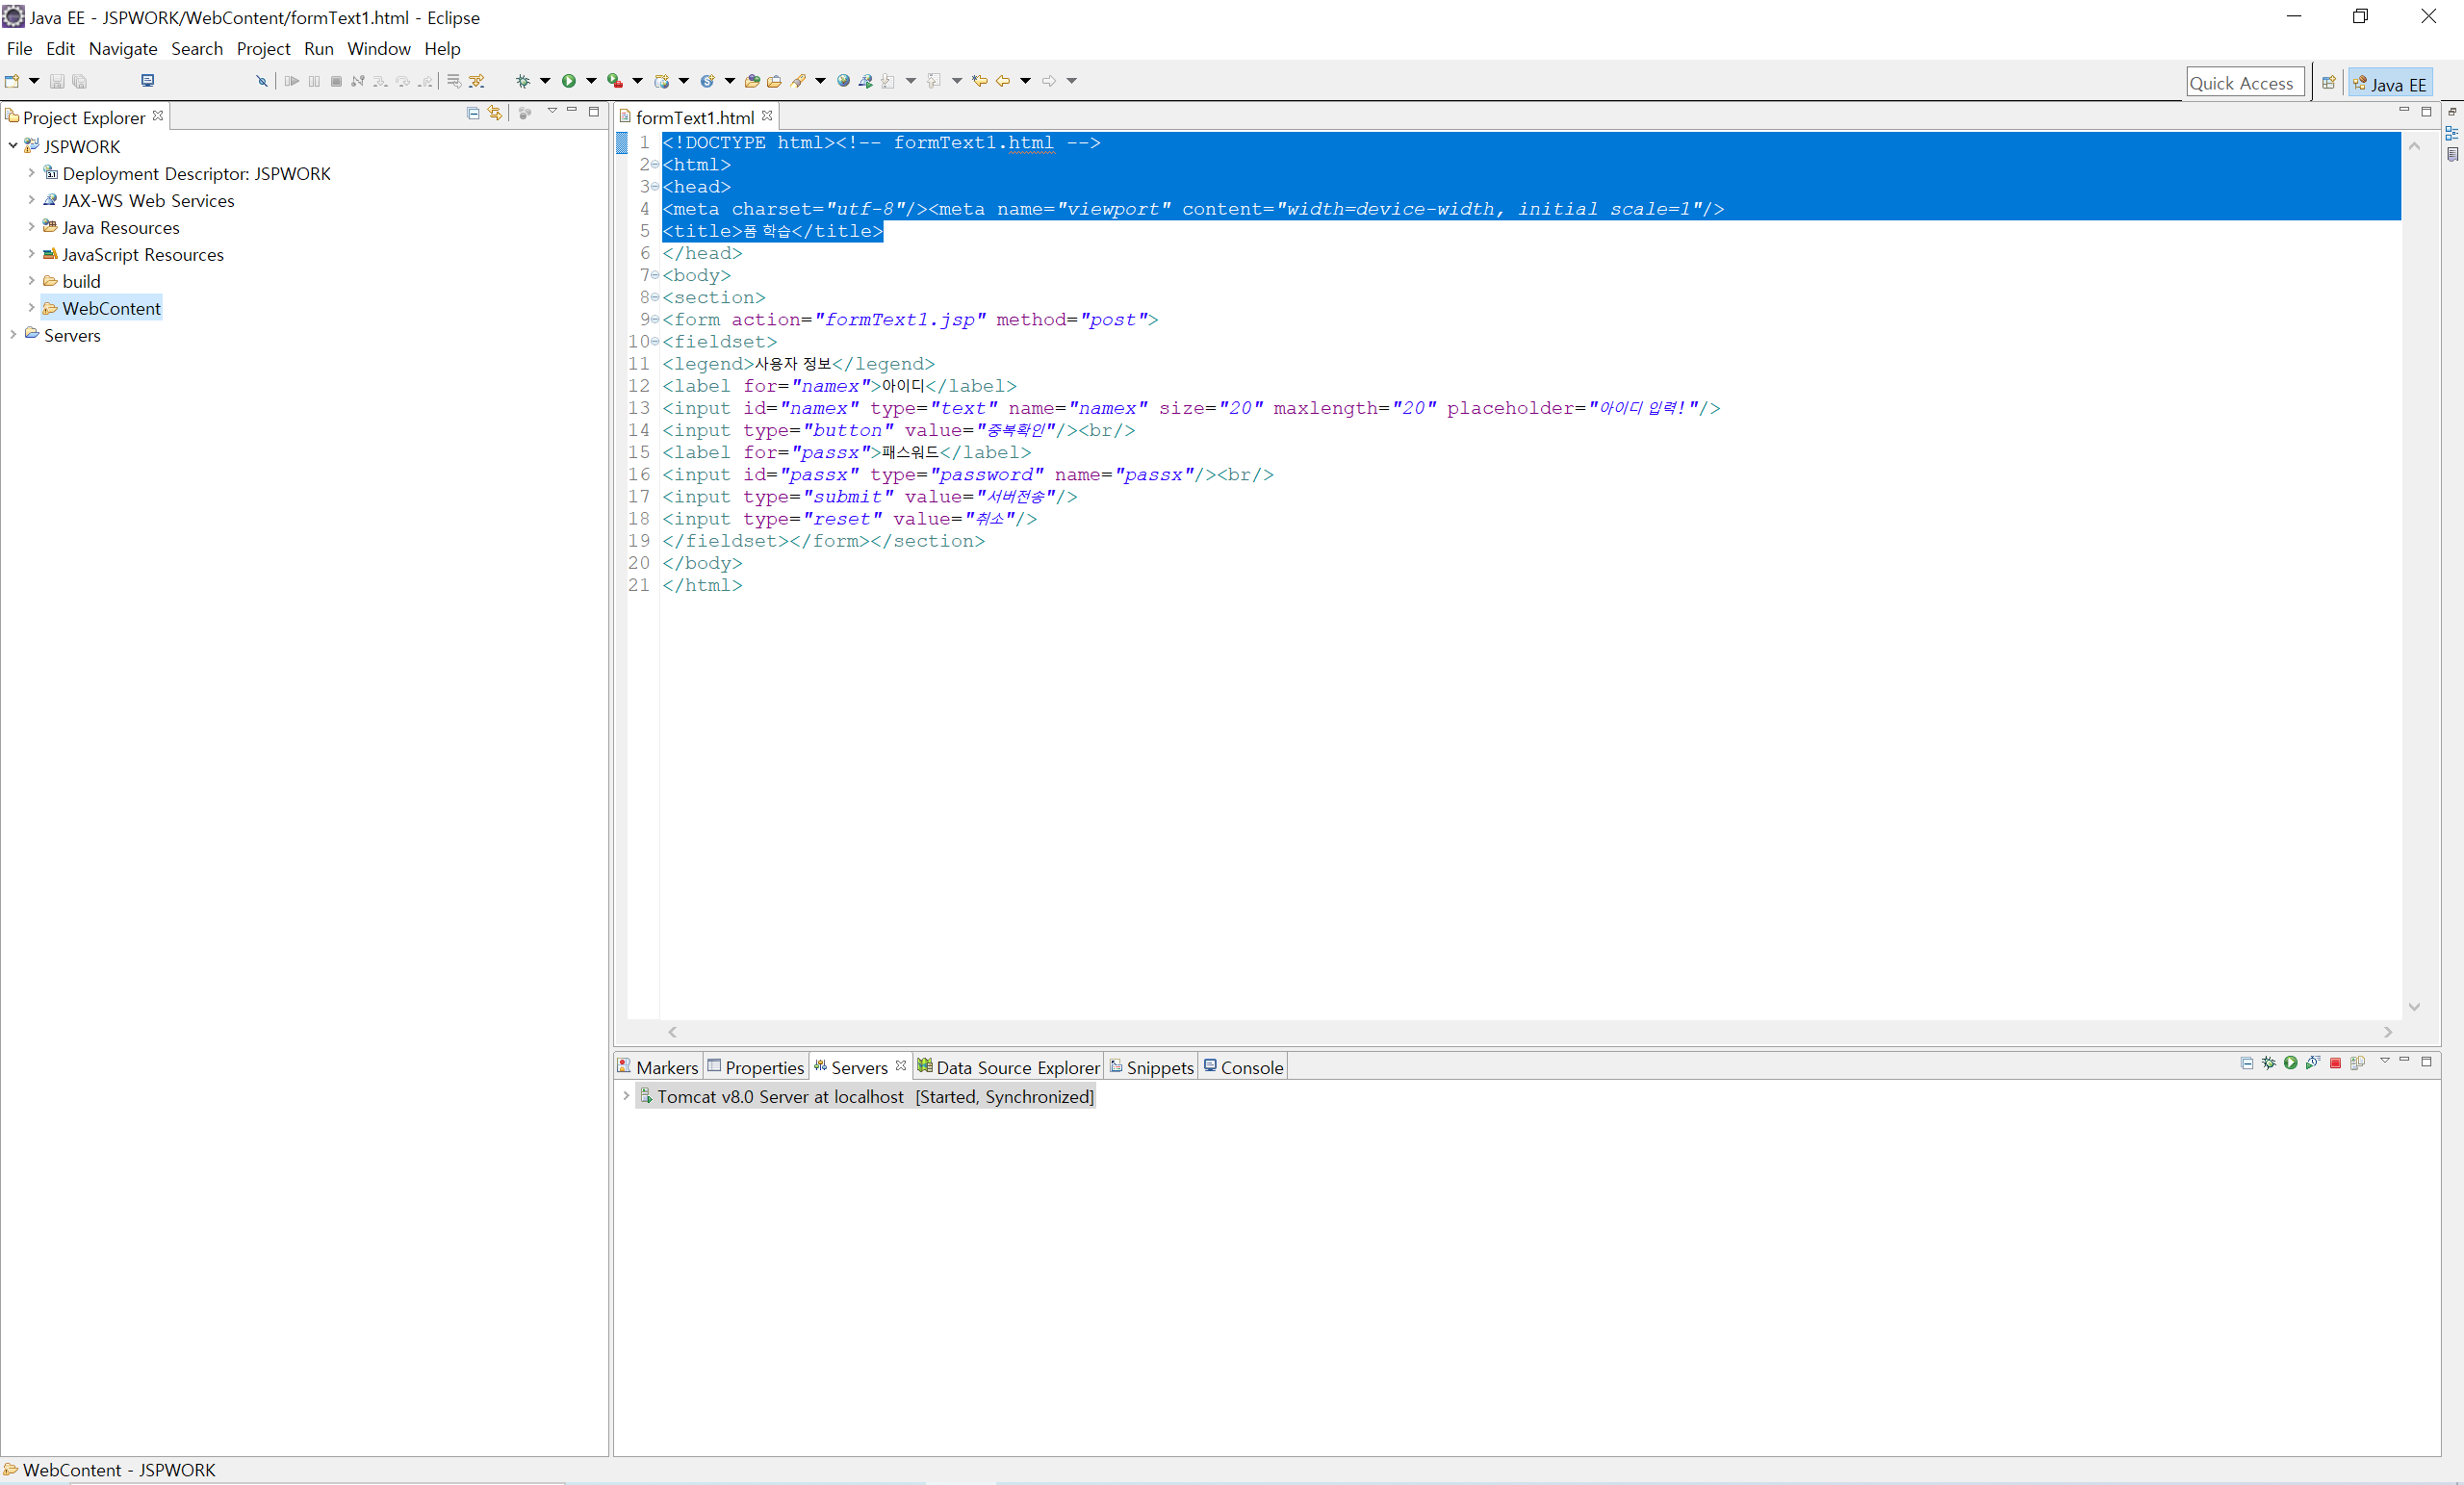 Java EE - JSPWORK/WebContent/formText1.html - Eclipse
File Edit Navigate Search Project Run Window Help
Quick Access
Java EE
Project Explorer
JSPWORK
Deployment Descriptor: JSPWORK
JAX-WS Web Services
Java Resources
JavaScript Resources
build
WebContent
Servers
formText1.html
1 <!DOCTYPE html><!-- formText1.html -->
2 <html>
3 <head>
4 <meta charset="utf-8"/><meta name="viewport" content="width=device-width, initial scale=1"/>
5 <title>폼 학습</title>
6 </head>
7 <body>
8 <section>
9 <form action="formText1.jsp" method="post">
10 <fieldset>
11 <legend>사용자 정보</legend>
12 <label for="namex">아이디</label>
13 <input id="namex" type="text" name="namex" size="20" maxlength="20" placeholder="아이디 입력!"/>
14 <input type="button" value="중복확인"/><br/>
15 <label for="passx">패스워드</label>
16 <input id="passx" type="password" name="passx"/><br/>
17 <input type="submit" value="서버전송"/>
18 <input type="reset" value="취소"/>
19 </fieldset></form></section>
20 </body>
21 </html>
Markers Properties Servers Data Source Explorer Snippets Console
Tomcat v8.0 Server at localhost [Started, Synchronized]
WebContent - JSPWORK